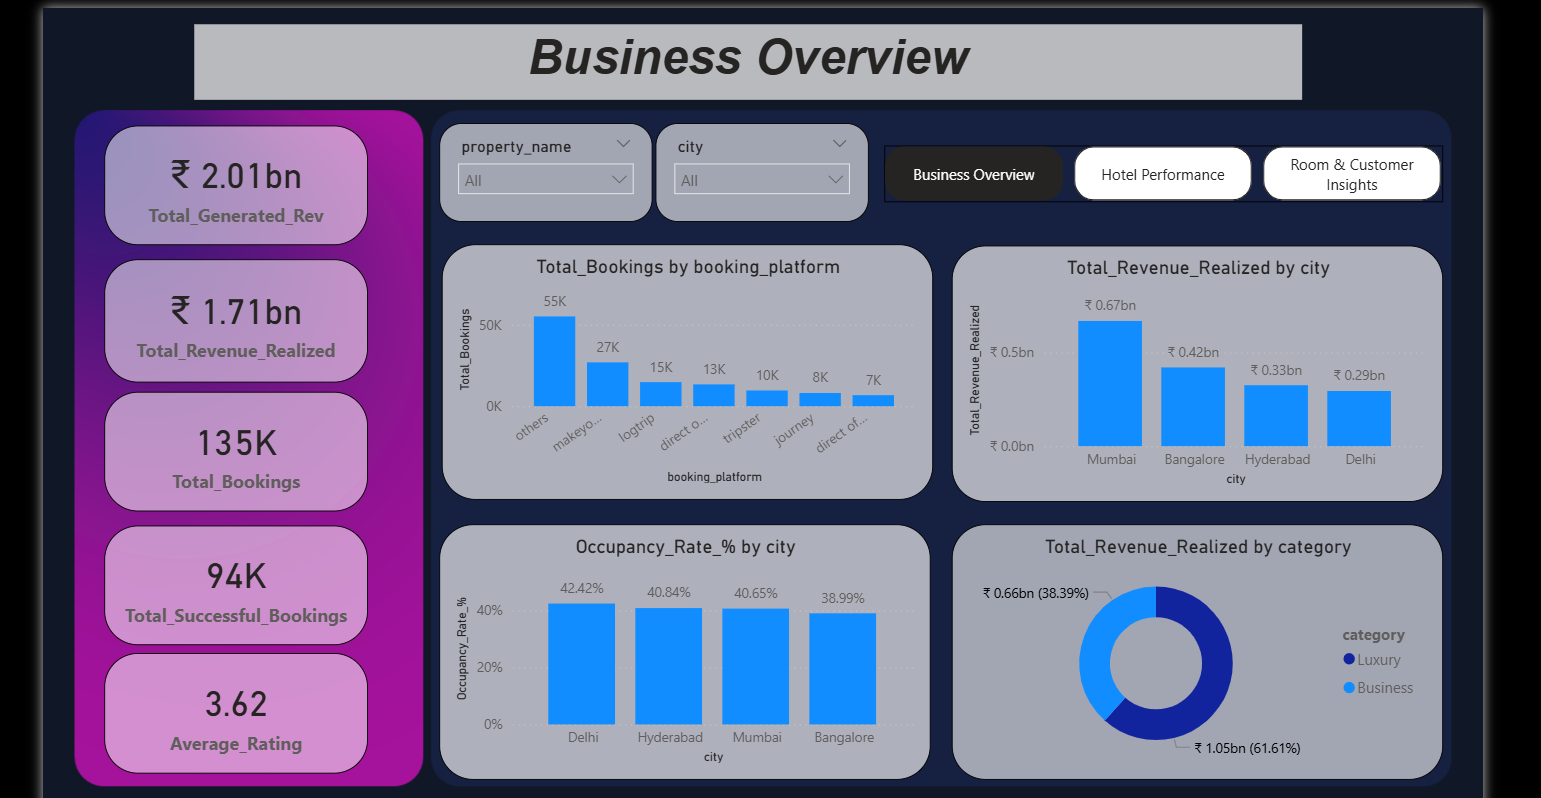 Business Overview
₹ 2.01bn
Total_Generated_Rev
₹ 1.71bn
Total_Revenue_Realized
135K
Total_Bookings
94K
Total_Successful_Bookings
3.62
Average_Rating
property_name
All
city
All
Business Overview
Hotel Performance
Room & Customer
Insights
Total_Bookings by booking_platform
Total_Bookings
50K
0K
55K
27K
15K
13K
10K
8K
7K
others
makeyo...
logtrip
direct o...
tripster
journey
direct of...
booking_platform
Total_Revenue_Realized by city
Total_Revenue_Realized
₹ 0.5bn
₹ 0.0bn
₹ 0.67bn
₹ 0.42bn
₹ 0.33bn
₹ 0.29bn
Mumbai
Bangalore
Hyderabad
Delhi
city
Occupancy_Rate_% by city
Occupancy_Rate_%
40%
20%
0%
42.42%
40.84%
40.65%
38.99%
Delhi
Hyderabad
Mumbai
Bangalore
city
Total_Revenue_Realized by category
₹ 0.66bn (38.39%)
₹ 1.05bn (61.61%)
category
Luxury
Business